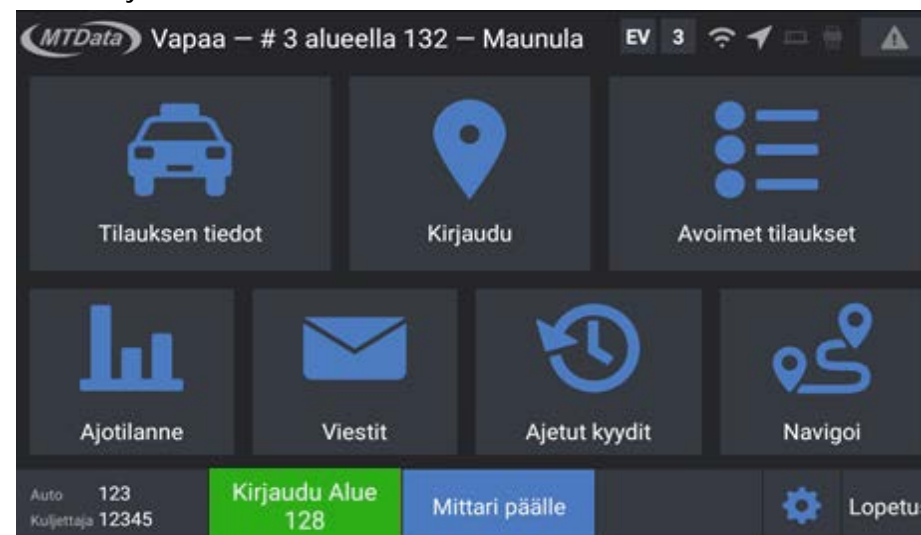 MTData Vapaa – # 3 alueella 132 – Maunula EV 3
Tilauksen tiedot
Kirjaudu
Avoimet tilaukset
Ajotilanne
Viestit
Ajetut kyydit
Navigoi
Auto 123
Kuljettaja 12345
Kirjaudu Alue
128
Mittari päälle